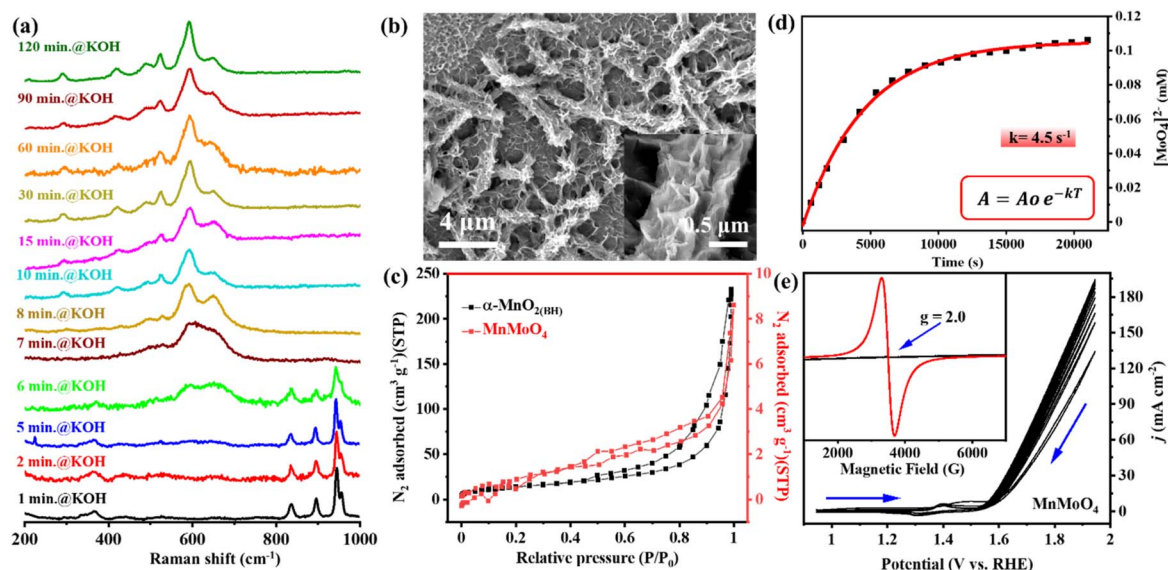 (a)
120 min.@KOH
90 min.@KOH
60 min.@KOH
30 min.@KOH
15 min.@KOH
10 min.@KOH
8 min.@KOH
7 min.@KOH
6 min.@KOH
5 min.@KOH
2 min.@KOH
1 min.@KOH
200 400 600 800 1000
Raman shift (cm-1)
(b)
4 μm
0.5 μm
(c)
250
200
150
100
50
0
N2 adsorbed (cm3 g-1)(STP)
α-MnO2(BH)
MnMoO4
10
8
6
4
2
0
N2 adsorbed (cm3 g-1)(STP)
0 0.2 0.4 0.6 0.8 1
Relative pressure (P/P0)
(d)
0.12
0.1
0.08
0.06
0.04
0.02
0
[MoO4]2- (mM)
k= 4.5 s-1
A = Ao e−kT
0 5000 10000 15000 20000
Time (s)
(e)
g = 2.0
2000 4000 6000
Magnetic Field (G)
180
150
120
90
60
30
0
j (mA cm-2)
MnMoO4
1 1.2 1.4 1.6 1.8 2
Potential (V vs. RHE)